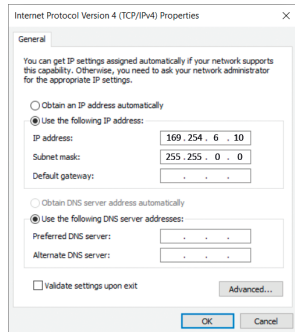 Internet Protocol Version 4 (TCP/IPv4) Properties
General
You can get IP settings assigned automatically if your network supports
this capability. Otherwise, you need to ask your network administrator
for the appropriate IP settings.
Obtain an IP address automatically
Use the following IP address:
IP address: 169 . 254 . 6 . 10
Subnet mask: 255 . 255 . 0 . 0
Default gateway: . . .
Obtain DNS server address automatically
Use the following DNS server addresses:
Preferred DNS server: . . .
Alternate DNS server: . . .
Validate settings upon exit
Advanced...
OK Cancel